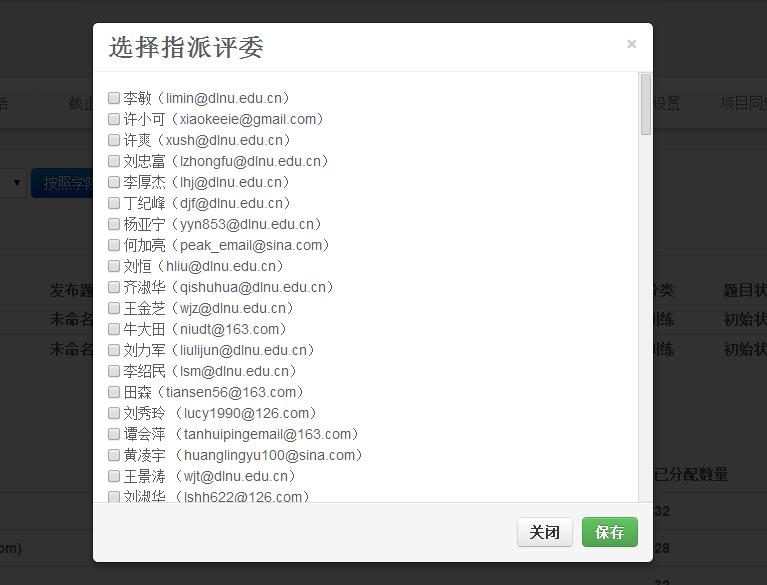 选择指派评委
×
李敏（limin@dlnu.edu.cn）
许小可（xiaokeeie@gmail.com）
许爽（xush@dlnu.edu.cn）
刘忠富（lzhongfu@dlnu.edu.cn）
李厚杰（lhj@dlnu.edu.cn）
丁纪峰（djf@dlnu.edu.cn）
杨亚宁（yyn853@dlnu.edu.cn）
何加亮（peak_email@sina.com）
刘恒（hliu@dlnu.edu.cn）
齐淑华（qishuhua@dlnu.edu.cn）
王金芝（wjz@dlnu.edu.cn）
牛大田（niudt@163.com）
刘力军（liulijun@dlnu.edu.cn）
李绍民（lsm@dlnu.edu.cn）
田森（tiansen56@163.com）
刘秀玲 （lucy1990@126.com）
谭会萍 （tanhuipingemail@163.com）
黄凌宇 （huanglingyu100@sina.com）
王景涛 （wjt@dlnu.edu.cn）
刘淑华 （lshh622@126.com）
关闭 保存
截止 设置 项目同步
按照学院
发布题 分类 题目状
未命名 训练 初始状
未命名 训练 初始状
已分配数量
32
om) 28
32